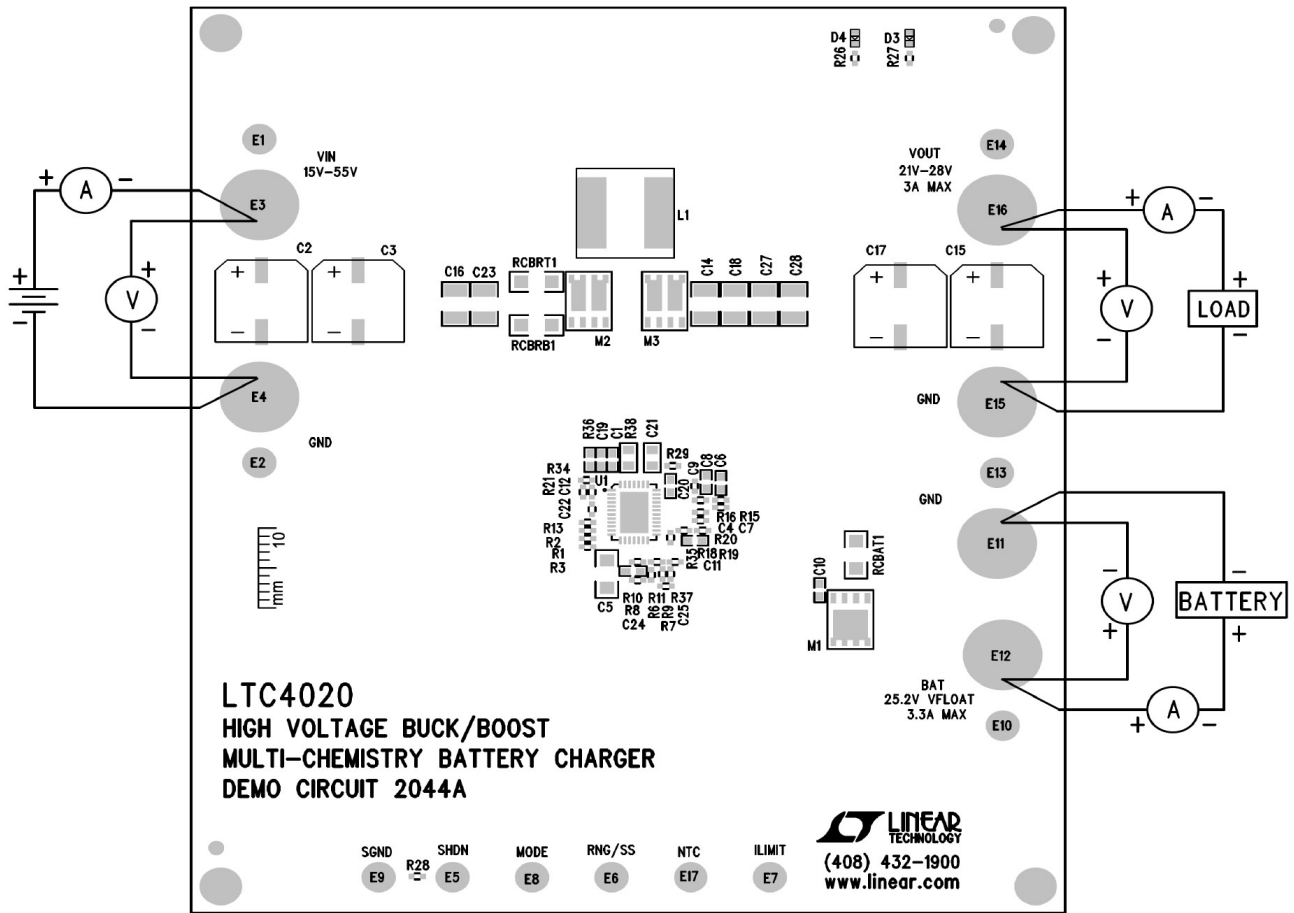 D4
D3
R26
R27
E1
VIN
15V-55V
E14
VOUT
21V-28V
3A MAX
+ A -
E3
L1
E16
+ A -
C2
C3
C16 C23
RCBRT1
C14 C18 C27 C28
C17
C15
+
+
V
-
+
-
+
-
+
-
+
-
+
-
+
V
-
+
LOAD
-
RCBRB1
M2
M3
E4
GND
E15
GND
E2
E13
GND
R36 C19 C1 R38 C21
R29
C9 C8 C6
R34
R21 C12 U1
C20
C22
R16 R15
C4 C7
R13
R2
R1
R3
R20
R35 R18 R19
C11
10
mm
C5
R10 R11 R37
R8 R6 R9 C25
C24 R7
RCBAT1
C10
M1
E11
-
V
+
-
BATTERY
+
E12
BAT
25.2V VFLOAT
3.3A MAX
+ A -
E10
LTC4020
HIGH VOLTAGE BUCK/BOOST
MULTI-CHEMISTRY BATTERY CHARGER
DEMO CIRCUIT 2044A
LINEAR
TECHNOLOGY
(408) 432-1900
www.linear.com
SGND
R28
SHDN
MODE
RNG/SS
NTC
ILIMIT
E9
E5
E8
E6
E17
E7